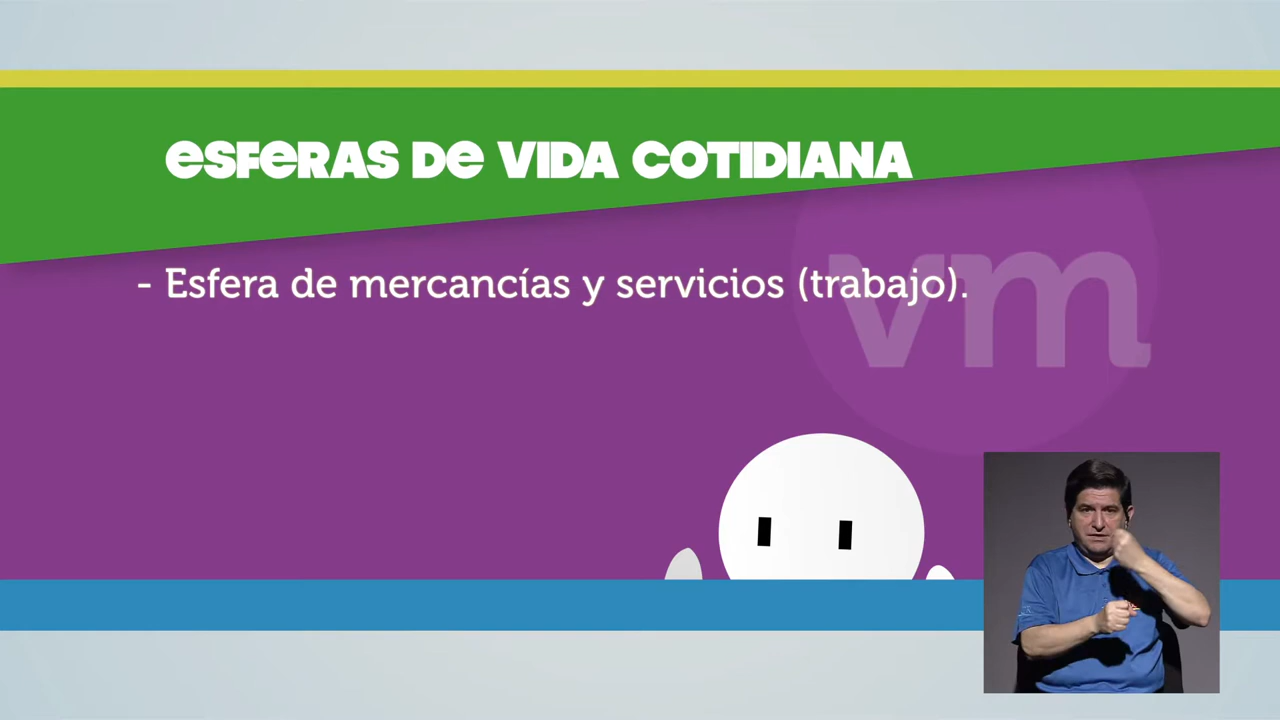 ESFERAS DE VIDA COTIDIANA
- Esfera de mercancías y servicios (trabajo).
vm